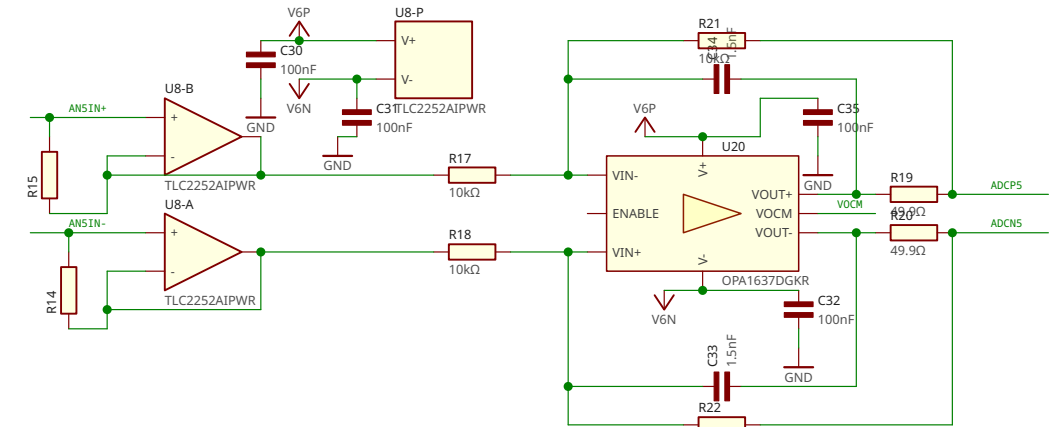 V6P
U8-P
R21
1.5nF
C34
10kΩ
C30
100nF
V+
V-
V6N
TLC2252AIPWR
C31
100nF
GND
GND
U8-B
AN5IN+
+
-
R15
TLC2252AIPWR
V6P
C35
100nF
GND
U20
V+
R17
10kΩ
VIN-
ENABLE
VIN+
VOUT+
VOCM
VOUT-
V-
OPA1637DGKR
VOCM
R19
49.9Ω
R20
49.9Ω
ADCP5
ADCN5
U8-A
AN5IN-
+
-
R14
TLC2252AIPWR
R18
10kΩ
V6N
C32
100nF
GND
C33
1.5nF
R22